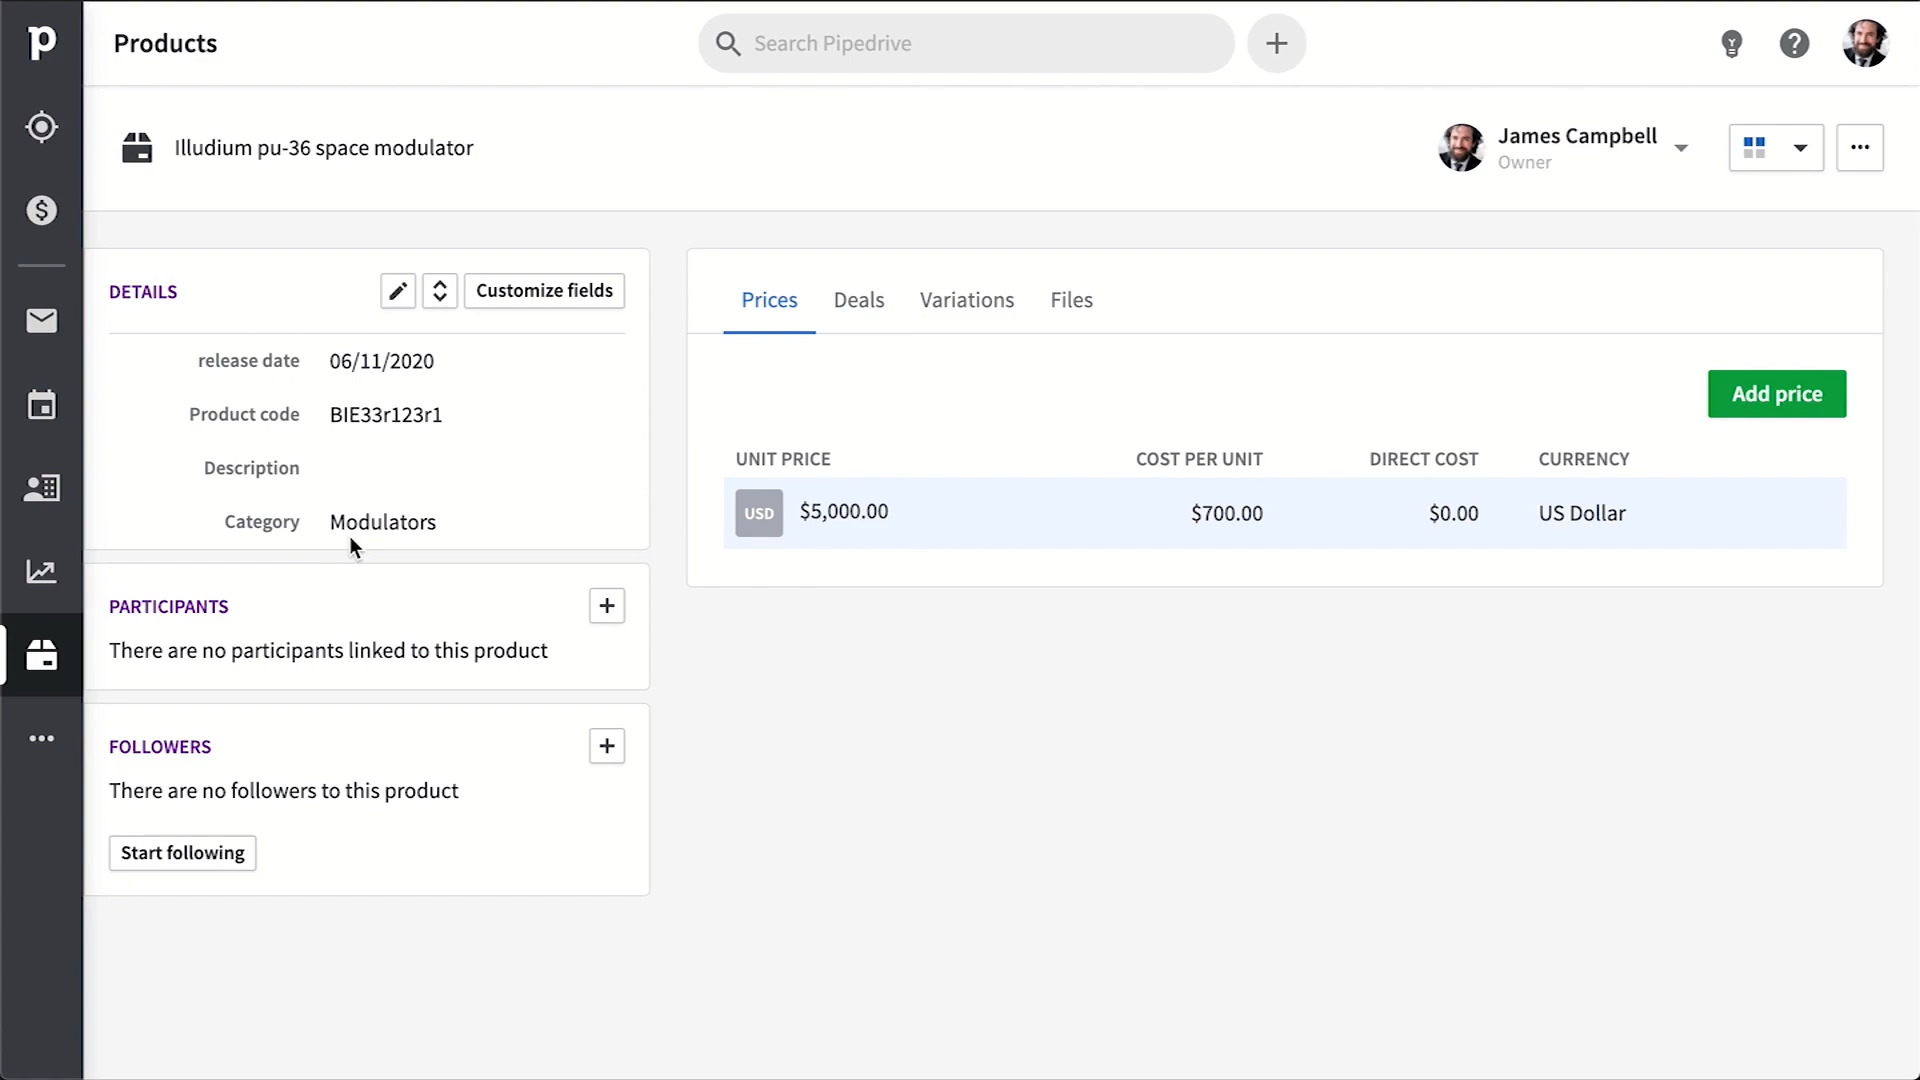 Products
Search Pipedrive
Illudium pu-36 space modulator
James Campbell
Owner
DETAILS
Customize fields
release date 06/11/2020
Product code BIE33r123r1
Description
Category Modulators
PARTICIPANTS
There are no participants linked to this product
FOLLOWERS
There are no followers to this product
Start following
Prices Deals Variations Files
Add price
UNIT PRICE COST PER UNIT DIRECT COST CURRENCY
USD $5,000.00 $700.00 $0.00 US Dollar